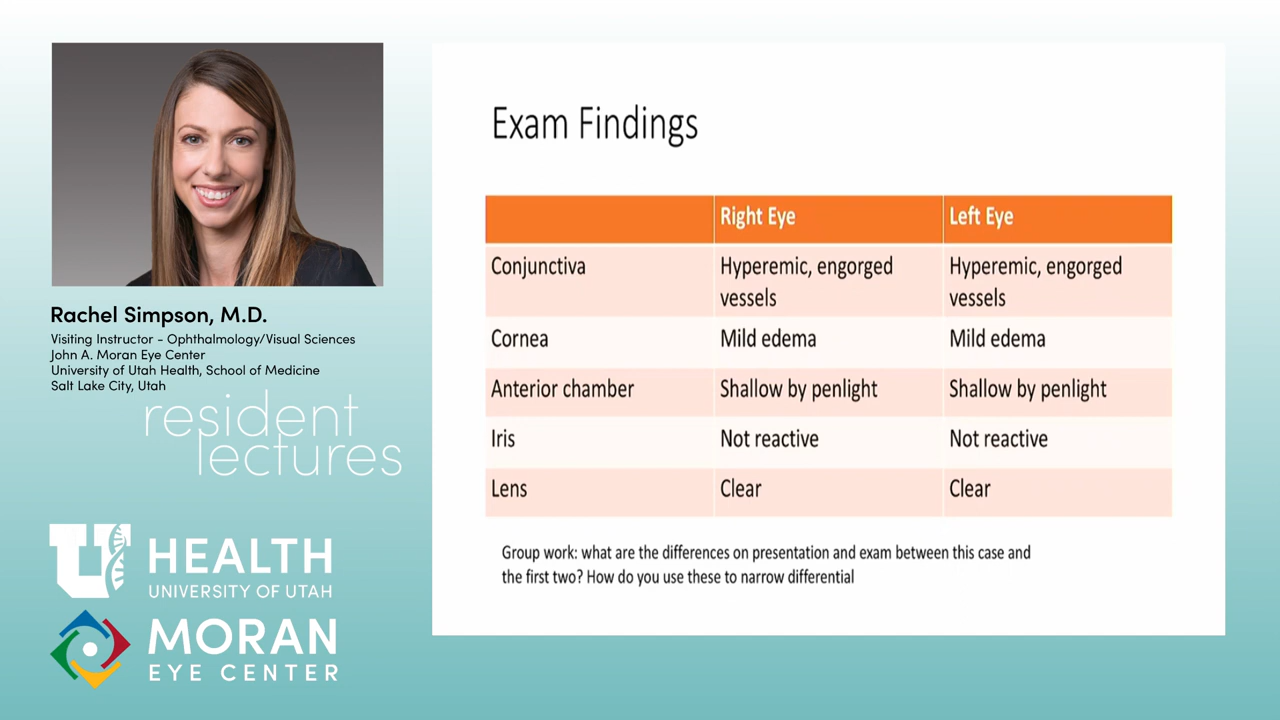 Rachel Simpson, M.D.
Visiting Instructor - Ophthalmology/Visual Sciences
John A. Moran Eye Center
University of Utah Health, School of Medicine
Salt Lake City, Utah
resident
lectures
U HEALTH
UNIVERSITY OF UTAH
MORAN
EYE CENTER
Exam Findings
Right Eye Left Eye
Conjunctiva Hyperemic, engorged vessels Hyperemic, engorged vessels
Cornea Mild edema Mild edema
Anterior chamber Shallow by penlight Shallow by penlight
Iris Not reactive Not reactive
Lens Clear Clear
Group work: what are the differences on presentation and exam between this case and
the first two? How do you use these to narrow differential